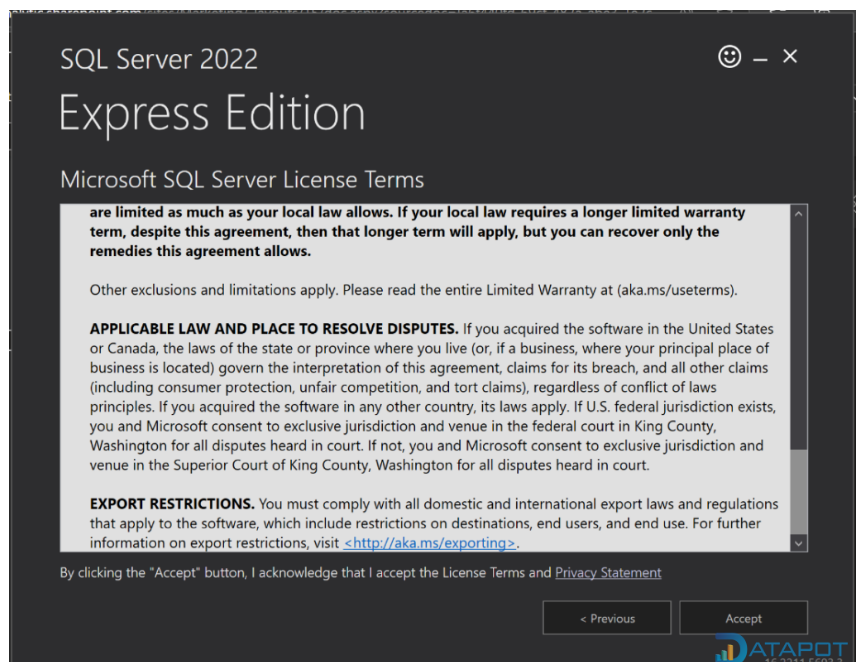 SQL Server 2022
Express Edition
Microsoft SQL Server License Terms
are limited as much as your local law allows. If your local law requires a longer limited warranty
term, despite this agreement, then that longer term will apply, but you can recover only the
remedies this agreement allows.
Other exclusions and limitations apply. Please read the entire Limited Warranty at (aka.ms/useterms).
APPLICABLE LAW AND PLACE TO RESOLVE DISPUTES. If you acquired the software in the United States
or Canada, the laws of the state or province where you live (or, if a business, where your principal place of
business is located) govern the interpretation of this agreement, claims for its breach, and all other claims
(including consumer protection, unfair competition, and tort claims), regardless of conflict of laws
principles. If you acquired the software in any other country, its laws apply. If U.S. federal jurisdiction exists,
you and Microsoft consent to exclusive jurisdiction and venue in the federal court in King County,
Washington for all disputes heard in court. If not, you and Microsoft consent to exclusive jurisdiction and
venue in the Superior Court of King County, Washington for all disputes heard in court.
EXPORT RESTRICTIONS. You must comply with all domestic and international export laws and regulations
that apply to the software, which include restrictions on destinations, end users, and end use. For further
information on export restrictions, visit <http://aka.ms/exporting>.
By clicking the "Accept" button, I acknowledge that I accept the License Terms and Privacy Statement
< Previous
Accept
DATAPOT